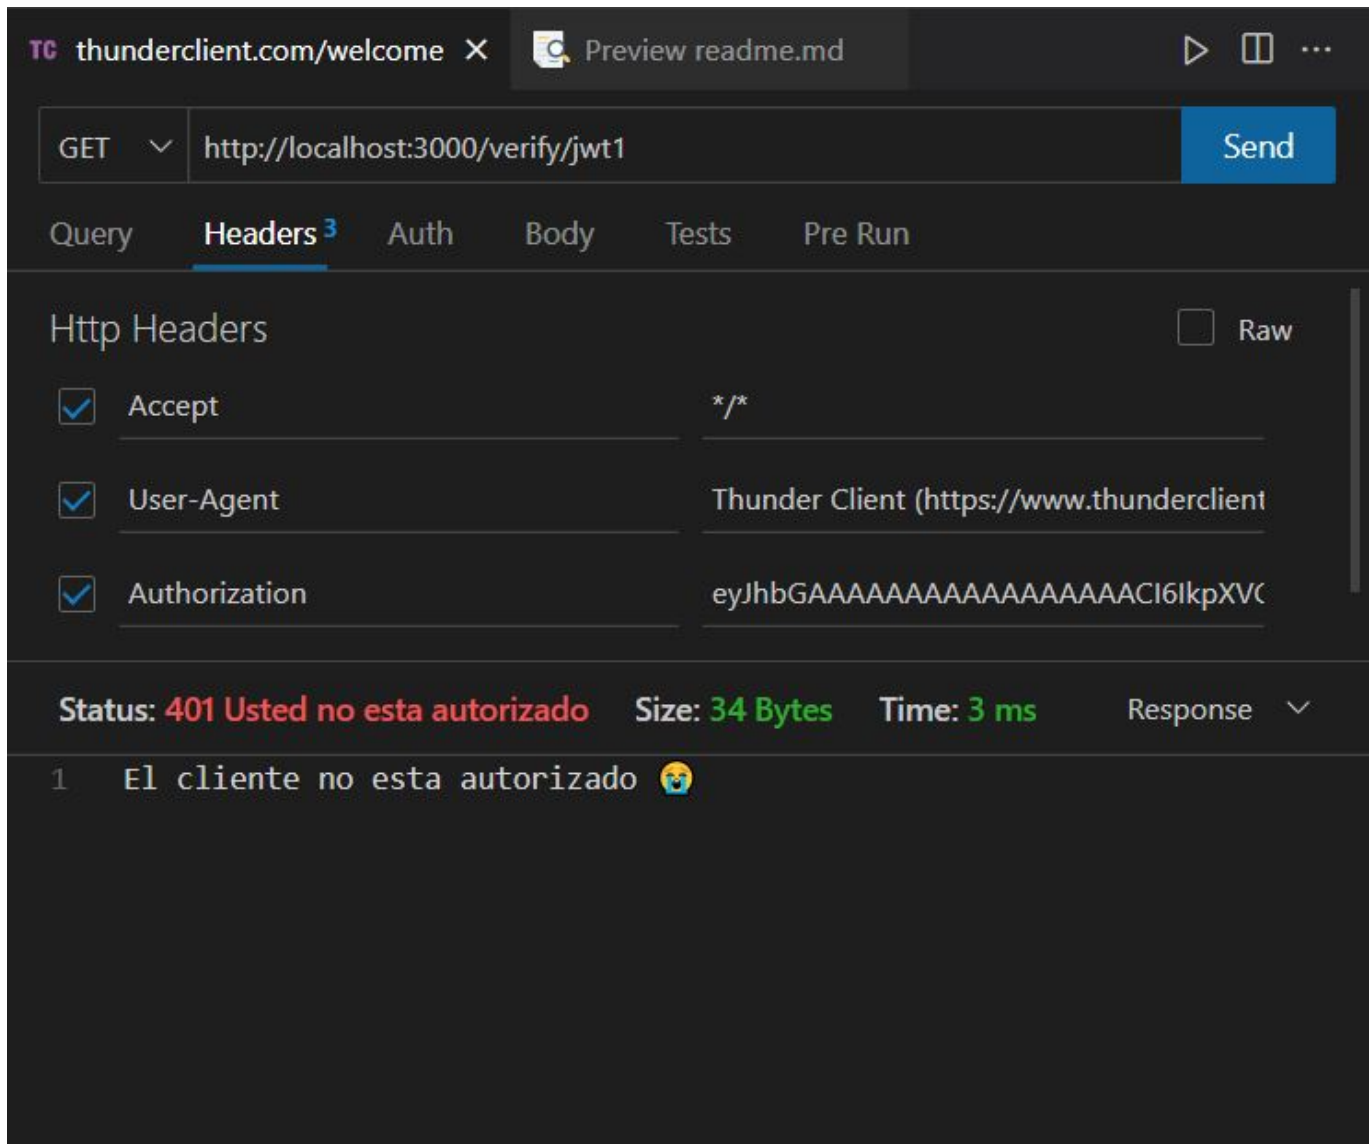 TC thunderclient.com/welcome ✕ Preview readme.md ...
GET http://localhost:3000/verify/jwt1 Send
Query Headers 3 Auth Body Tests Pre Run
Http Headers Raw
Accept */*
User-Agent Thunder Client (https://www.thunderclient
Authorization eyJhbGAAAAAAAAAAAAAAAAACI6IkpXVC
Status: 401 Usted no esta autorizado Size: 34 Bytes Time: 3 ms Response
1 El cliente no esta autorizado 😭